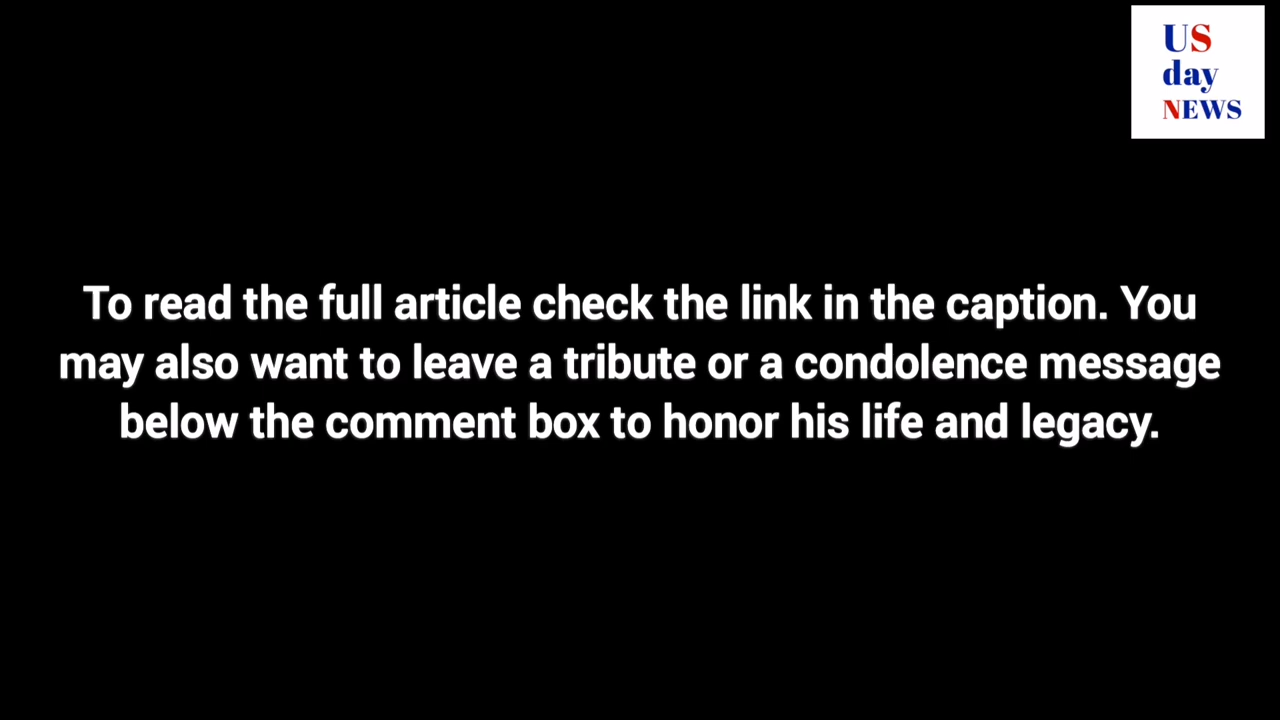 US
day
NEWS
To read the full article check the link in the caption. You
may also want to leave a tribute or a condolence message
below the comment box to honor his life and legacy.